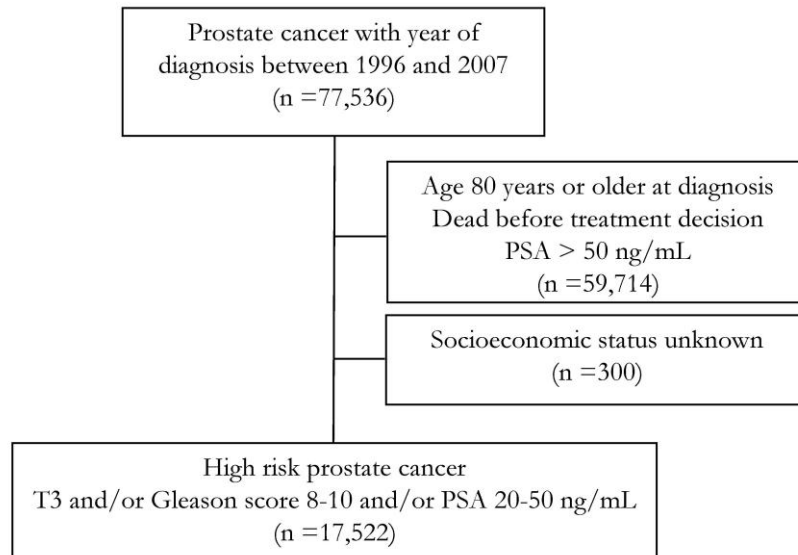 Prostate cancer with year of
diagnosis between 1996 and 2007
(n =77,536)
Age 80 years or older at diagnosis
Dead before treatment decision
PSA > 50 ng/mL
(n =59,714)
Socioeconomic status unknown
(n =300)
High risk prostate cancer
T3 and/or Gleason score 8-10 and/or PSA 20-50 ng/mL
(n =17,522)